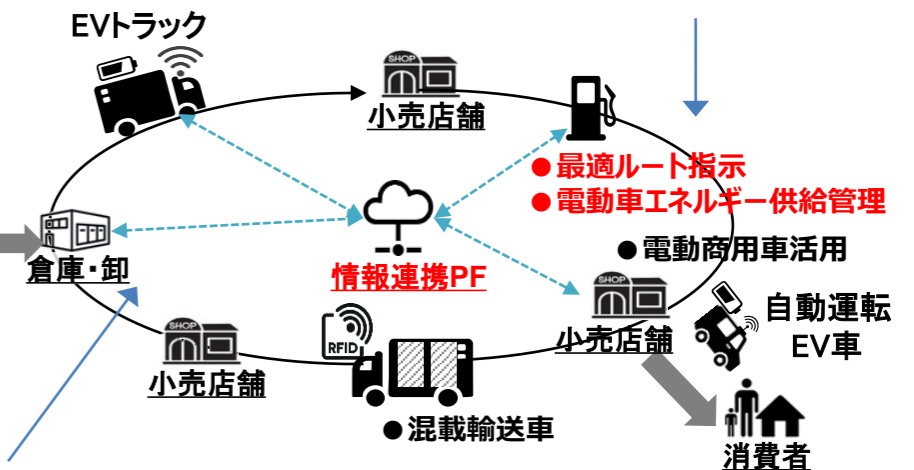 EVトラック
SHOP
小売店舗
●最適ルート指示
●電動車エネルギー供給管理
●電動商用車活用
倉庫・卸
情報連携PF
SHOP
小売店舗
自動運転
EV車
SHOP
小売店舗
RFID
●混載輸送車
消費者